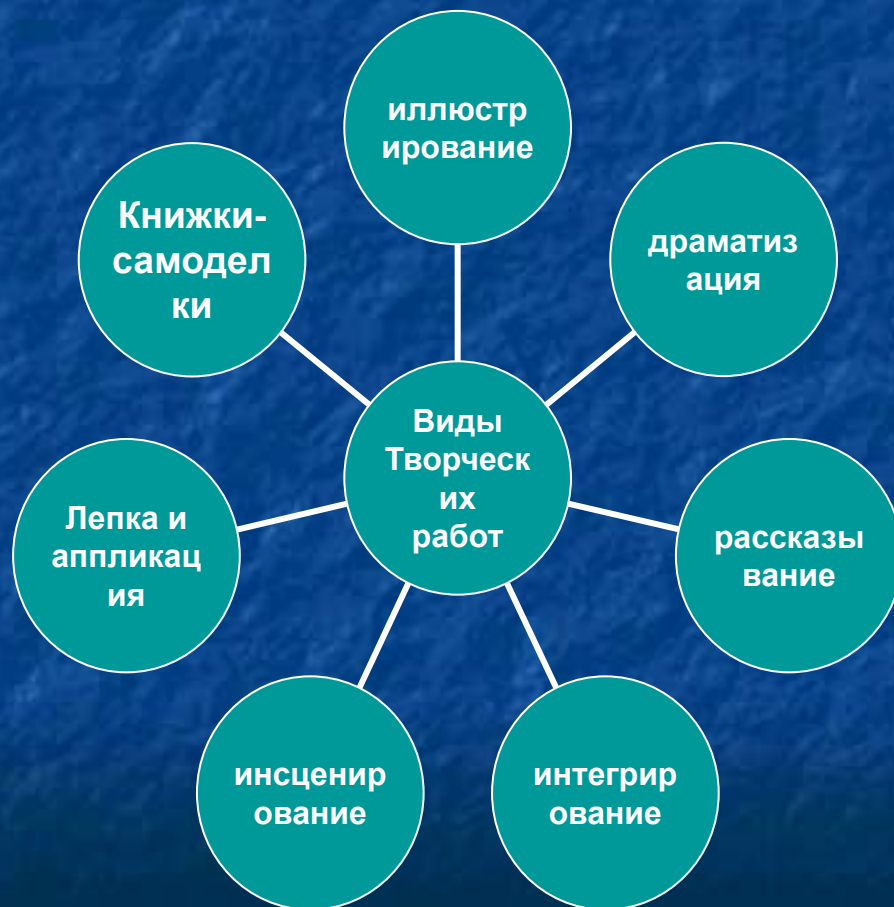 иллюстр
ирование
Книжки-
самодел
ки
драматиз
ация
Виды
Творческ
их
работ
Лепка и
аппликац
ия
рассказы
вание
инсценир
ование
интегрир
ование